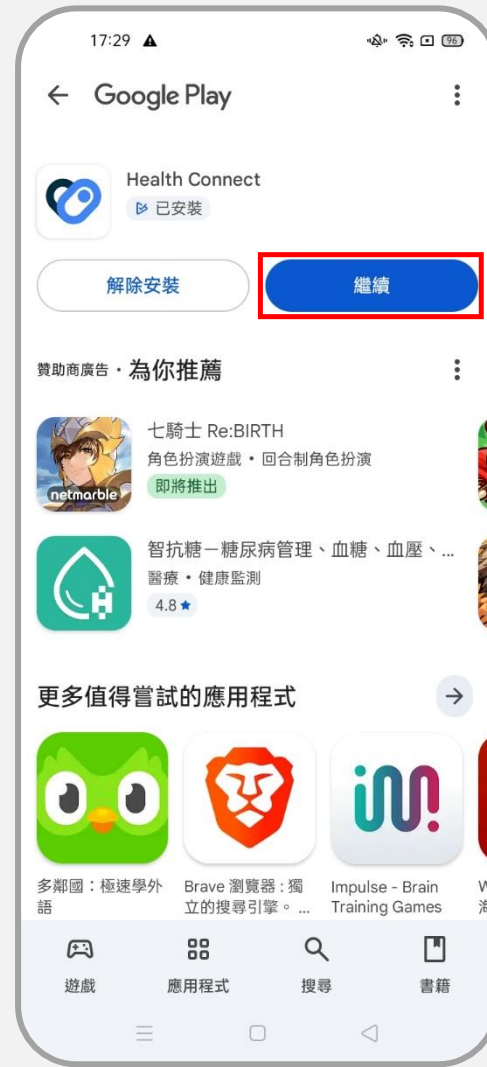 17:29
96
Google Play
Health Connect
已安裝
解除安裝
繼續
贊助商廣告・為你推薦
七騎士 Re:BIRTH
角色扮演遊戲 • 回合制角色扮演
netmarble
即將推出
智抗糖－糖尿病管理、血糖、血壓、...
醫療 • 健康監測
4.8★
更多值得嘗試的應用程式
多鄰國：極速學外
語
Brave 瀏覽器 : 獨
立的搜尋引擎。 ...
Impulse - Brain
Training Games
遊戲
應用程式
搜尋
書籍